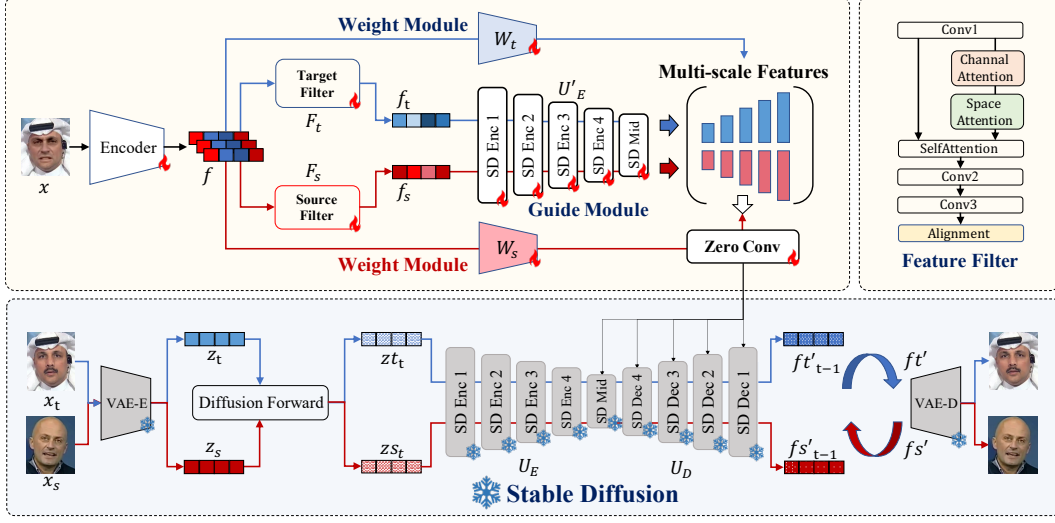 Weight Module
W_t
Target
Filter
F_t
f_t
U'_E
Multi-scale Features
x
Encoder
f
SD Enc 1
SD Enc 2
SD Enc 3
SD Enc 4
SD Mid
F_s
Source
Filter
f_s
Guide Module
Weight Module
W_s
Zero Conv
Conv1
Channal
Attention
Space
Attention
SelfAttention
Conv2
Conv3
Alignment
Feature Filter
x_t
x_s
VAE-E
z_t
Diffusion Forward
z_s
zt_t
zs_t
SD Enc 1
SD Enc 2
SD Enc 3
SD Enc 4
SD Mid
SD Dec 4
SD Dec 3
SD Dec 2
SD Dec 1
U_E
U_D
ft'_{t-1}
fs'_{t-1}
ft'
fs'
VAE-D
Stable Diffusion